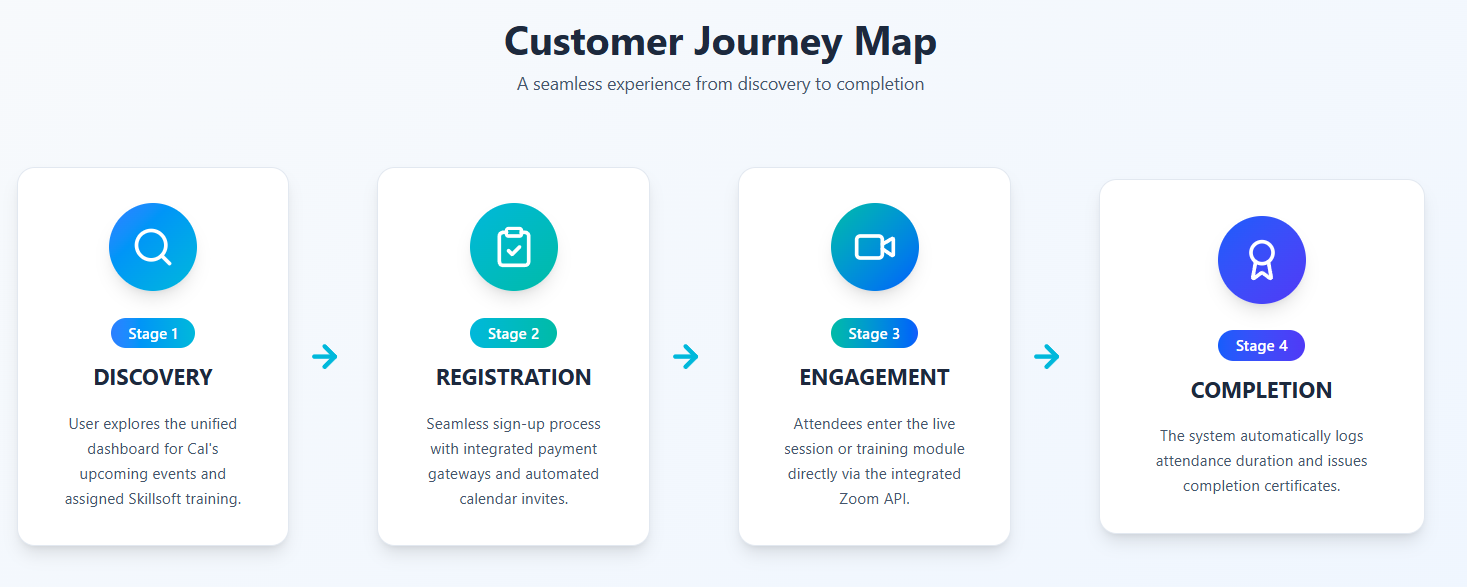 Customer Journey Map
A seamless experience from discovery to completion
Stage 1
DISCOVERY
User explores the unified
dashboard for Cal's
upcoming events and
assigned Skillsoft training.
Stage 2
REGISTRATION
Seamless sign-up process
with integrated payment
gateways and automated
calendar invites.
Stage 3
ENGAGEMENT
Attendees enter the live
session or training module
directly via the integrated
Zoom API.
Stage 4
COMPLETION
The system automatically logs
attendance duration and issues
completion certificates.